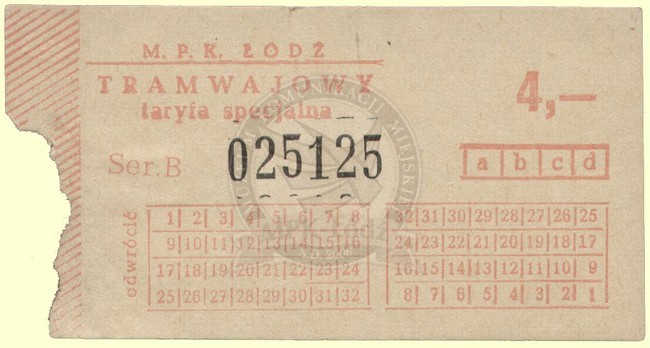 M. P. K. ŁÓDŹ
TRAMWAJOWY
taryfa specjalna
4,—
Ser. B
025125
a|b|c|d
odwrócić
1|2|3|4|5|6|7|8
9|10|11|12|13|14|15|16
17|18|19|20|21|22|23|24
25|26|27|28|29|30|31|32
32|31|30|29|28|27|26|25
24|23|22|21|20|19|18|17
16|15|14|13|12|11|10|9
8|7|6|5|4|3|2|1